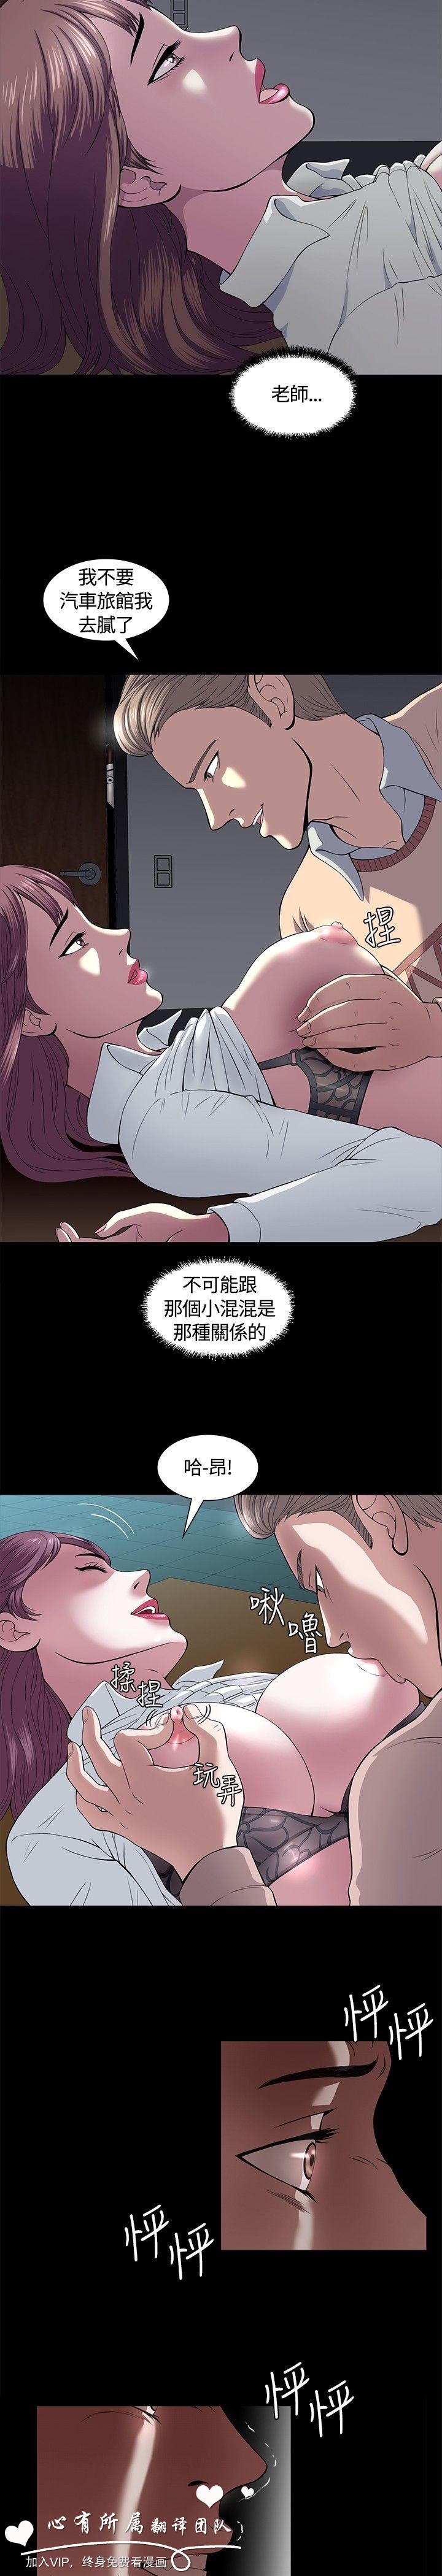 老師...
我不要
汽車旅館我
去膩了
捏
不可能跟
那個小混混是
那種關係的
哈-昂!
啾
嚕
揉
捏
玩
弄
怦
怦
怦
怦
怦
怦
心有所属翻译团队
加入VIP，终身免费看漫画